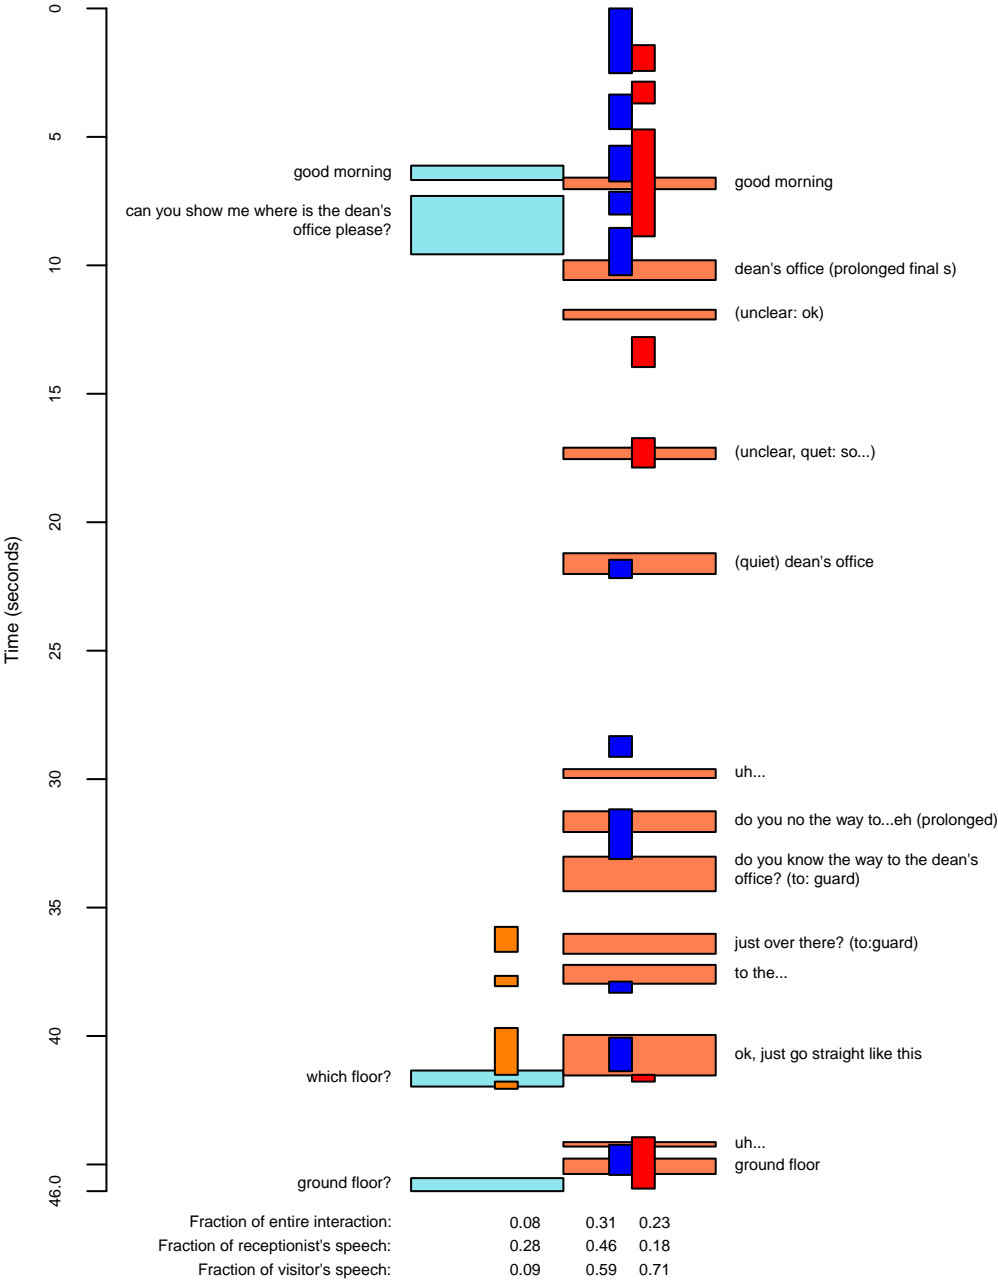 0
5
good morning
good morning
can you show me where is the dean's
office please?
10
dean's office (prolonged final s)
(unclear: ok)
15
(unclear, quet: so...)
20
(quiet) dean's office
Time (seconds)
25
30
uh...
do you no the way to...eh (prolonged)
do you know the way to the dean's
office? (to: guard)
35
just over there? (to:guard)
to the...
40
ok, just go straight like this
which floor?
uh...
ground floor
ground floor?
46.0
Fraction of entire interaction: 0.08 0.31 0.23
Fraction of receptionist's speech: 0.28 0.46 0.18
Fraction of visitor's speech: 0.09 0.59 0.71